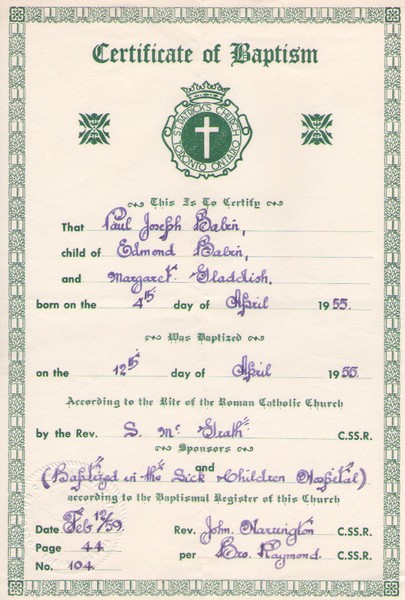 Certificate of Baptism
ST. PATRICK'S CHURCH
TORONTO ONTARIO
This Is To Certify
That Paul Joseph Babin,
child of Edmond Babin,
and Margaret Gladdish,
born on the 4th day of April 1955.
Was Baptized
on the 12th day of April 1955.
According to the Rite of the Roman Catholic Church
by the Rev. S. Mc Grath C.SS.R.
Sponsors
and
(Baptized in the Sick Children Hospital)
according to the Baptismal Register of this Church
Date Feb 12/59. Rev. John Harrington C.SS.R.
Page 44 per Bro. Raymond. C.SS.R.
No. 104